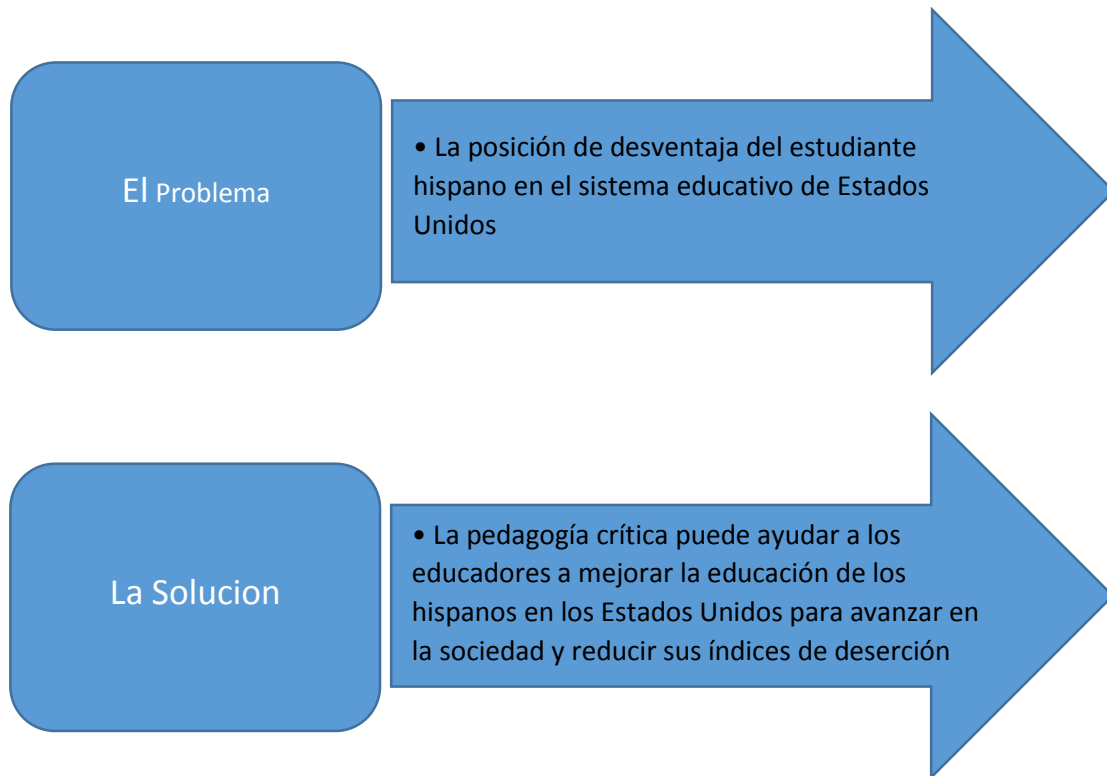 El Problema
• La posición de desventaja del estudiante
hispano en el sistema educativo de Estados
Unidos
La Solucion
• La pedagogía crítica puede ayudar a los
educadores a mejorar la educación de los
hispanos en los Estados Unidos para avanzar en
la sociedad y reducir sus índices de deserción